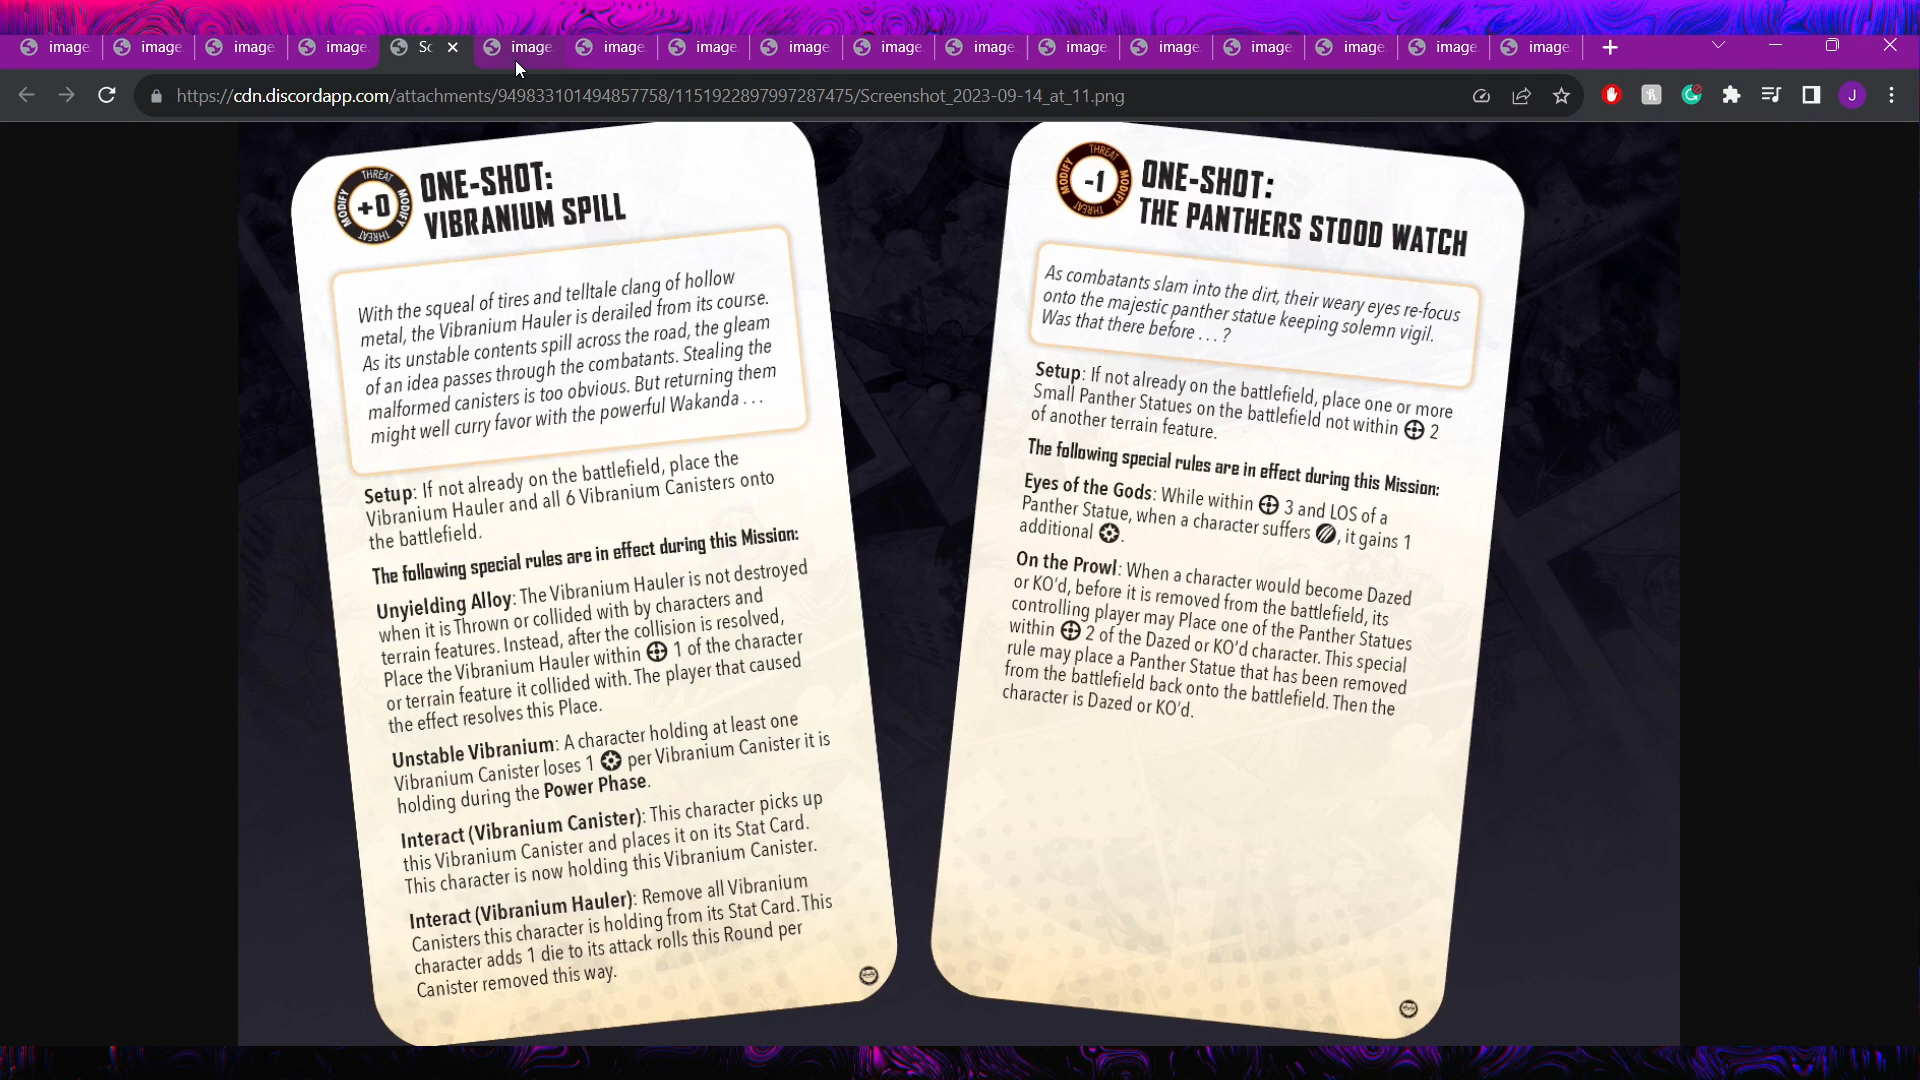 image
image
image
image
Sc
image
image
image
image
image
image
image
image
image
image
image
image
https://cdn.discordapp.com/attachments/949833101494857758/1151922897997287475/Screenshot_2023-09-14_at_11.png
J
THREAT
MODIFY
+0
MODIFY
THREAT
ONE-SHOT:
VIBRANIUM SPILL
With the squeal of tires and telltale clang of hollow
metal, the Vibranium Hauler is derailed from its course.
As its unstable contents spill across the road, the gleam
of an idea passes through the combatants. Stealing the
malformed canisters is too obvious. But returning them
might well curry favor with the powerful Wakanda . . .
Setup: If not already on the battlefield, place the
Vibranium Hauler and all 6 Vibranium Canisters onto
the battlefield.
The following special rules are in effect during this Mission:
Unyielding Alloy: The Vibranium Hauler is not destroyed
when it is Thrown or collided with by characters and
terrain features. Instead, after the collision is resolved,
Place the Vibranium Hauler within 1 of the character
or terrain feature it collided with. The player that caused
the effect resolves this Place.
Unstable Vibranium: A character holding at least one
Vibranium Canister loses 1 per Vibranium Canister it is
holding during the Power Phase.
Interact (Vibranium Canister): This character picks up
this Vibranium Canister and places it on its Stat Card.
This character is now holding this Vibranium Canister.
Interact (Vibranium Hauler): Remove all Vibranium
Canisters this character is holding from its Stat Card. This
character adds 1 die to its attack rolls this Round per
Canister removed this way.
THREAT
MODIFY
-1
MODIFY
THREAT
ONE-SHOT:
THE PANTHERS STOOD WATCH
As combatants slam into the dirt, their weary eyes re-focus
onto the majestic panther statue keeping solemn vigil.
Was that there before . . . ?
Setup: If not already on the battlefield, place one or more
Small Panther Statues on the battlefield not within 2
of another terrain feature.
The following special rules are in effect during this Mission:
Eyes of the Gods: While within 3 and LOS of a
Panther Statue, when a character suffers , it gains 1
additional .
On the Prowl: When a character would become Dazed
or KO'd, before it is removed from the battlefield, its
controlling player may Place one of the Panther Statues
within 2 of the Dazed or KO'd character. This special
rule may place a Panther Statue that has been removed
from the battlefield back onto the battlefield. Then the
character is Dazed or KO'd.